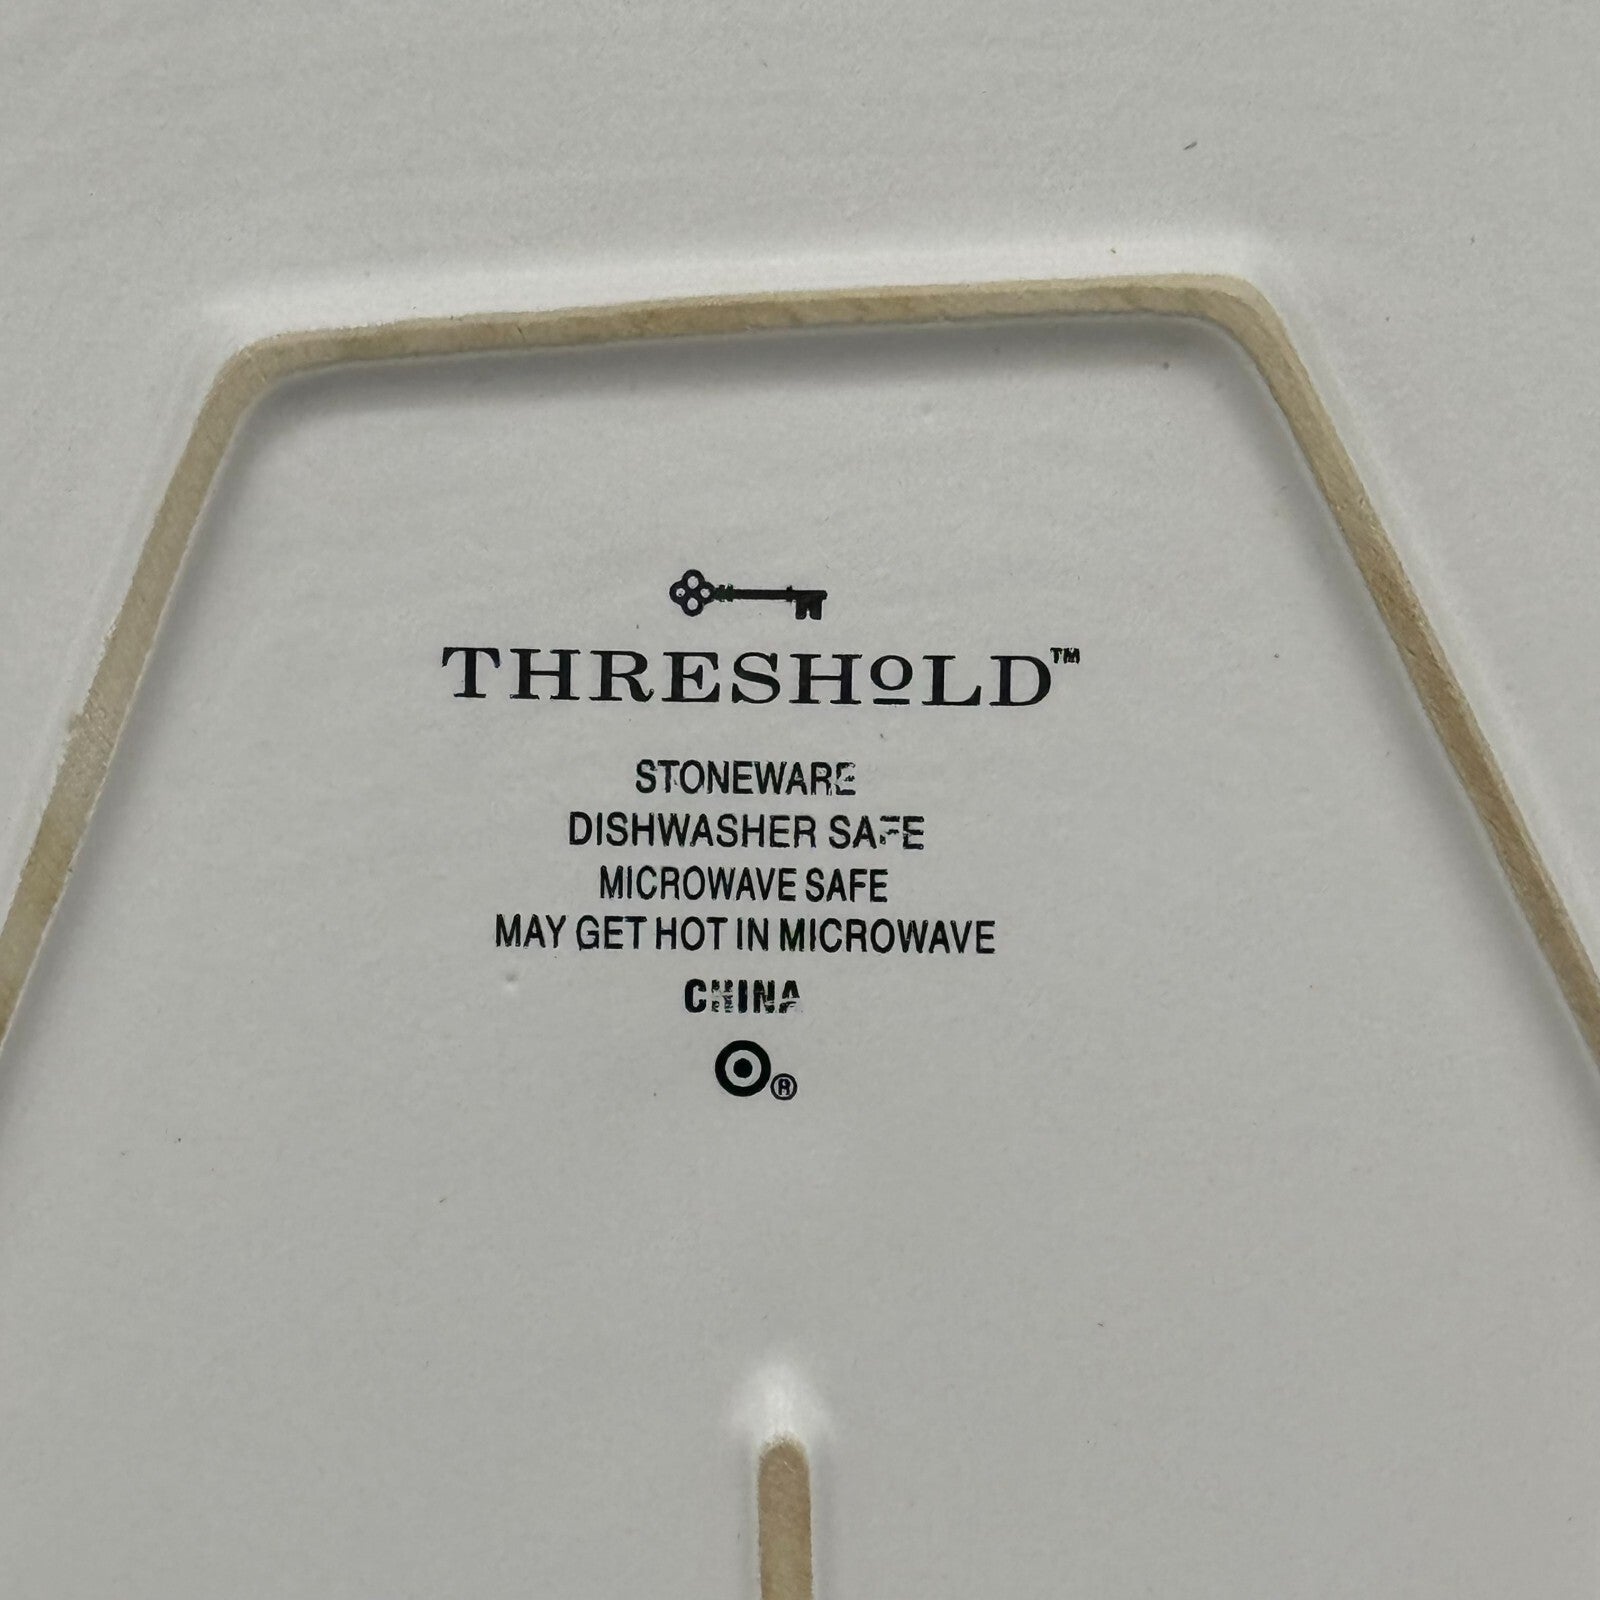 THRESHOLD™
STONEWARE
DISHWASHER SAFE
MICROWAVE SAFE
MAY GET HOT IN MICROWAVE
CHINA
®